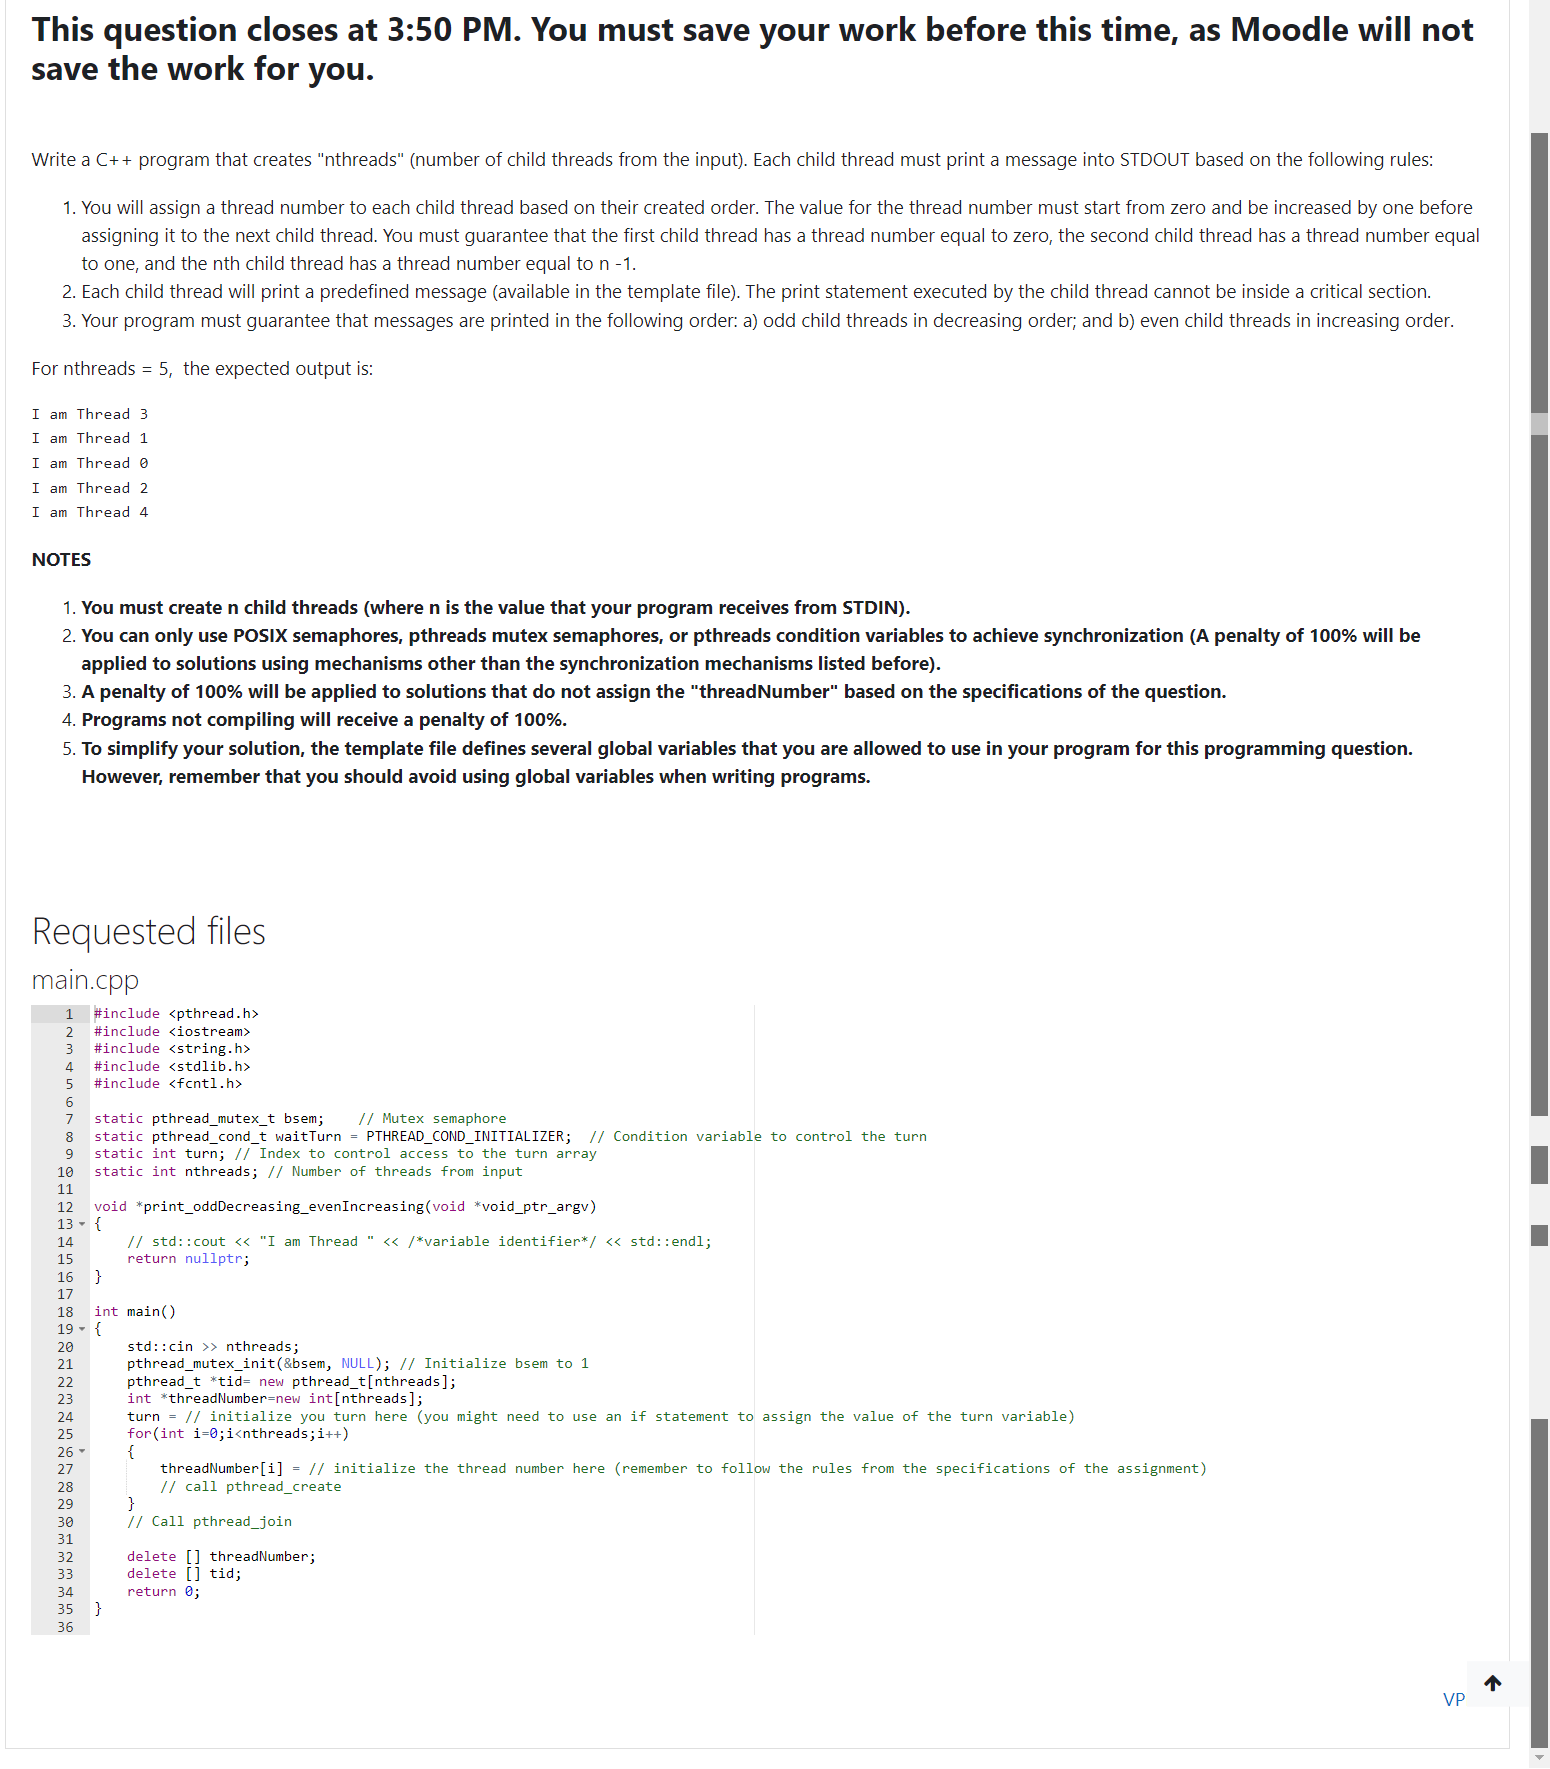 This question closes at 3:50 PM. You must save your work before this time, as Moodle will not
save the work for you.
Write a C++ program that creates "nthreads" (number of child threads from the input). Each child thread must print a message into STDOUT based on the following rules:
1. You will assign a thread number to each child thread based on their created order. The value for the thread number must start from zero and be increased by one before
assigning it to the next child thread. You must guarantee that the first child thread has a thread number equal to zero, the second child thread has a thread number equal
to one, and the nth child thread has a thread number equal to n -1.
2. Each child thread will print a predefined message (available in the template file). The print statement executed by the child thread cannot be inside a critical section.
3. Your program must guarantee that messages are printed in the following order: a) odd child threads in decreasing order; and b) even child threads in increasing order.
For nthreads = 5,  the expected output is:
I am Thread 3
I am Thread 1
I am Thread 0
I am Thread 2
I am Thread 4
NOTES
1. You must create n child threads (where n is the value that your program receives from STDIN).
2. You can only use POSIX semaphores, pthreads mutex semaphores, or pthreads condition variables to achieve synchronization (A penalty of 100% will be
applied to solutions using mechanisms other than the synchronization mechanisms listed before).
3. A penalty of 100% will be applied to solutions that do not assign the "threadNumber" based on the specifications of the question.
4. Programs not compiling will receive a penalty of 100%.
5. To simplify your solution, the template file defines several global variables that you are allowed to use in your program for this programming question.
However, remember that you should avoid using global variables when writing programs.
Requested files
main.cpp
1 #include <pthread.h>
2 #include <iostream>
3 #include <string.h>
4 #include <stdlib.h>
5 #include <fcntl.h>
6
7 static pthread_mutex_t bsem;    // Mutex semaphore
8 static pthread_cond_t waitTurn = PTHREAD_COND_INITIALIZER;  // Condition variable to control the turn
9 static int turn; // Index to control access to the turn array
10 static int nthreads; // Number of threads from input
11
12 void *print_oddDecreasing_evenIncreasing(void *void_ptr_argv)
13 {
14     // std::cout << "I am Thread " << /*variable identifier*/ << std::endl;
15     return nullptr;
16 }
17
18 int main()
19 {
20     std::cin >> nthreads;
21     pthread_mutex_init(&bsem, NULL); // Initialize bsem to 1
22     pthread_t *tid= new pthread_t[nthreads];
23     int *threadNumber=new int[nthreads];
24     turn = // initialize you turn here (you might need to use an if statement to assign the value of the turn variable)
25     for(int i=0;i<nthreads;i++)
26     {
27         threadNumber[i] = // initialize the thread number here (remember to follow the rules from the specifications of the assignment)
28         // call pthread_create
29     }
30     // Call pthread_join
31
32     delete [] threadNumber;
33     delete [] tid;
34     return 0;
35 }
36
VP